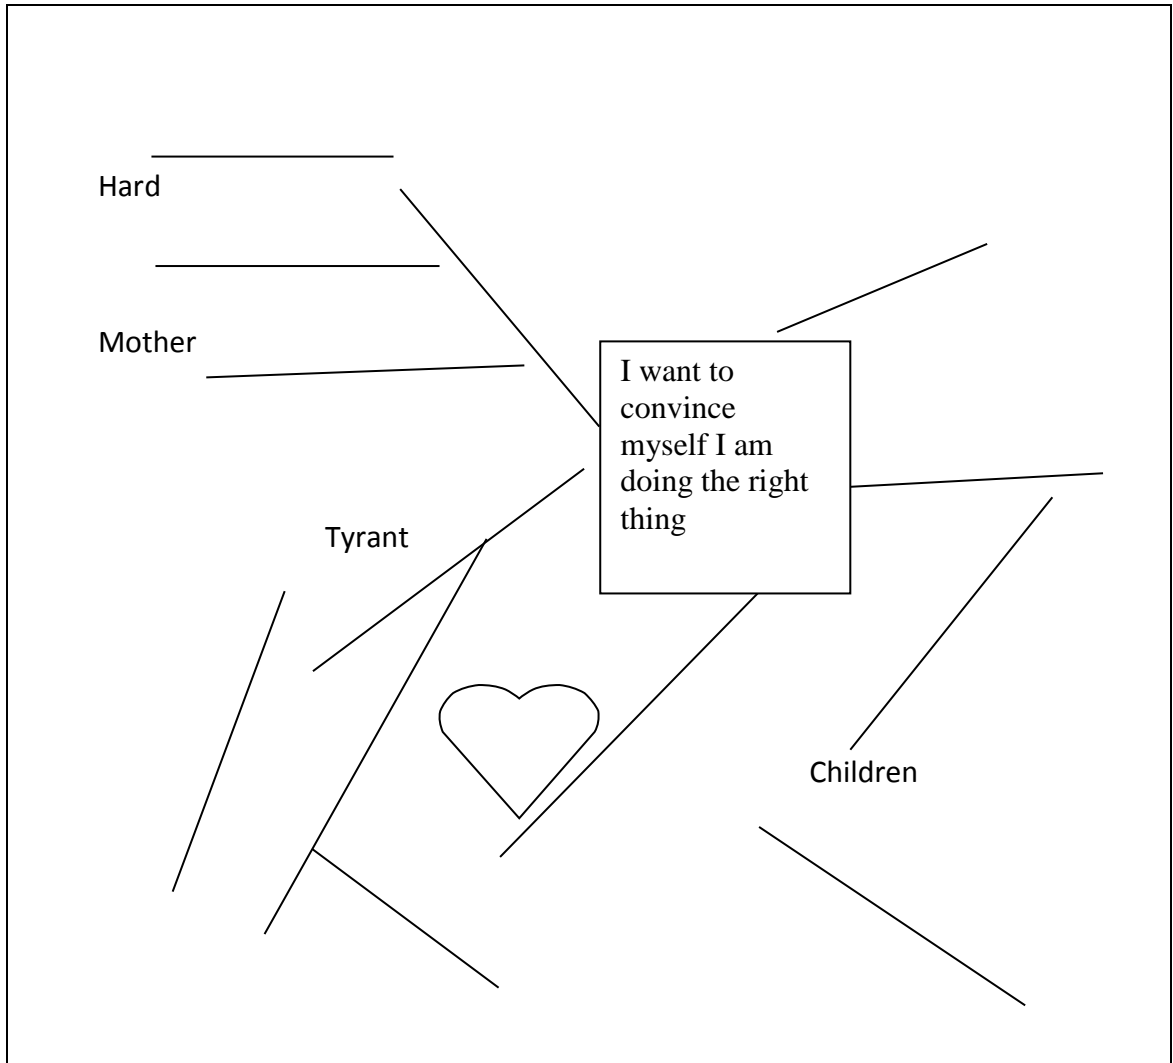 Hard
Mother
I want to
convince
myself I am
doing the right
thing
Tyrant
Children